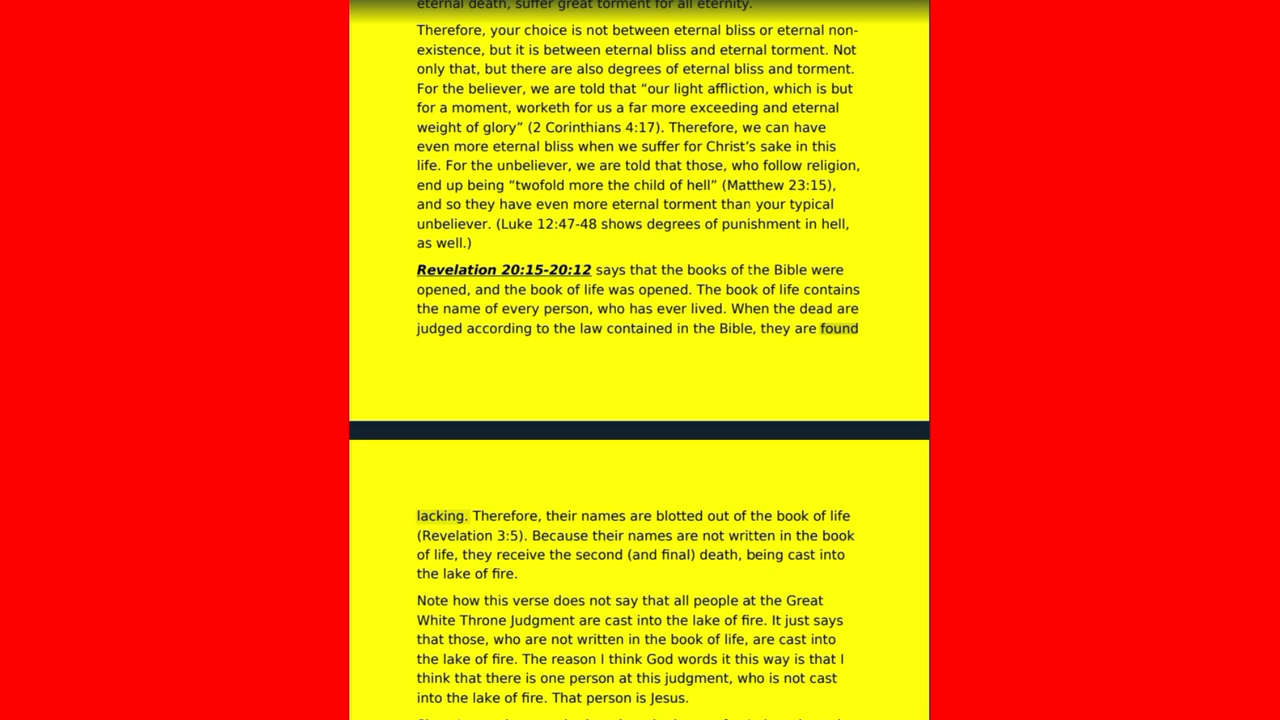 eternal death, suffer great torment for all eternity.
Therefore, your choice is not between eternal bliss or eternal non-
existence, but it is between eternal bliss and eternal torment. Not
only that, but there are also degrees of eternal bliss and torment.
For the believer, we are told that “our light affliction, which is but
for a moment, worketh for us a far more exceeding and eternal
weight of glory” (2 Corinthians 4:17). Therefore, we can have
even more eternal bliss when we suffer for Christ’s sake in this
life. For the unbeliever, we are told that those, who follow religion,
end up being “twofold more the child of hell” (Matthew 23:15),
and so they have even more eternal torment than your typical
unbeliever. (Luke 12:47-48 shows degrees of punishment in hell,
as well.)
Revelation 20:15-20:12 says that the books of the Bible were
opened, and the book of life was opened. The book of life contains
the name of every person, who has ever lived. When the dead are
judged according to the law contained in the Bible, they are found
lacking. Therefore, their names are blotted out of the book of life
(Revelation 3:5). Because their names are not written in the book
of life, they receive the second (and final) death, being cast into
the lake of fire.
Note how this verse does not say that all people at the Great
White Throne Judgment are cast into the lake of fire. It just says
that those, who are not written in the book of life, are cast into
the lake of fire. The reason I think God words it this way is that I
think that there is one person at this judgment, who is not cast
into the lake of fire. That person is Jesus.